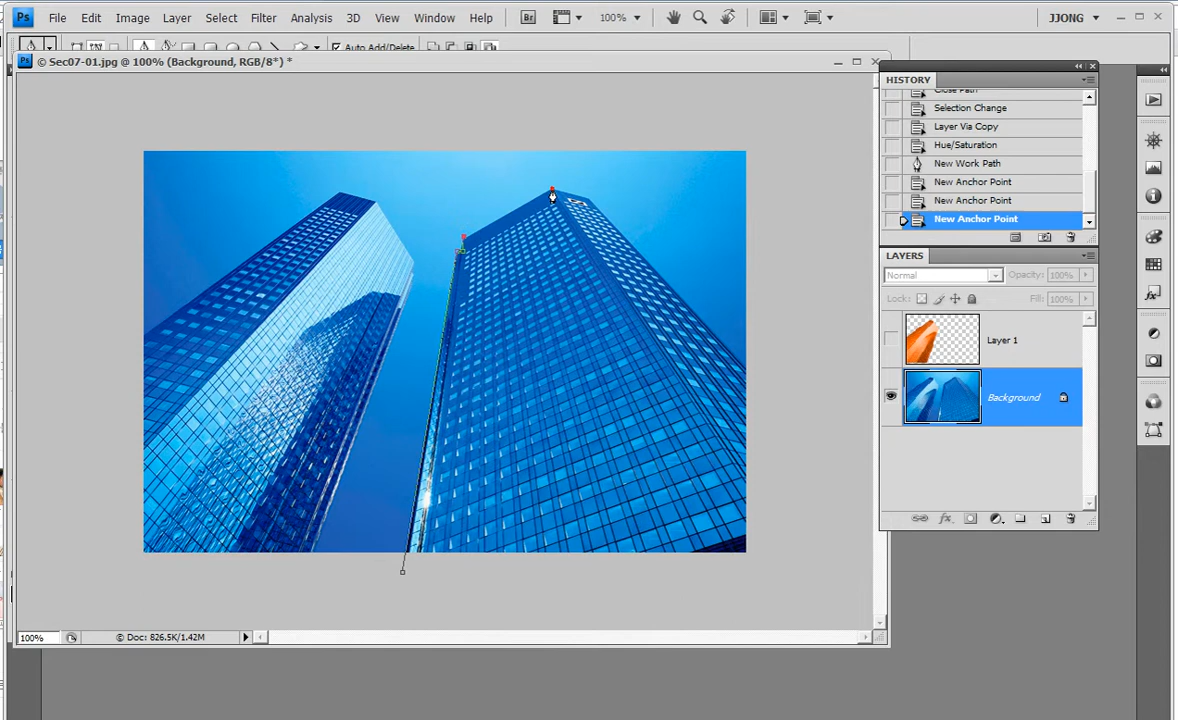 Ps File Edit Image Layer Select Filter Analysis 3D View Window Help Br 100% JJONG
Auto Add/Delete
Ps © Sec07-01.jpg @ 100% (Background, RGB/8*) *
HISTORY
Close Path
Selection Change
Layer Via Copy
Hue/Saturation
New Work Path
New Anchor Point
New Anchor Point
New Anchor Point
LAYERS
Normal Opacity: 100%
Lock: Fill: 100%
Layer 1
Background
fx
100% © Doc: 826.5K/1.42M